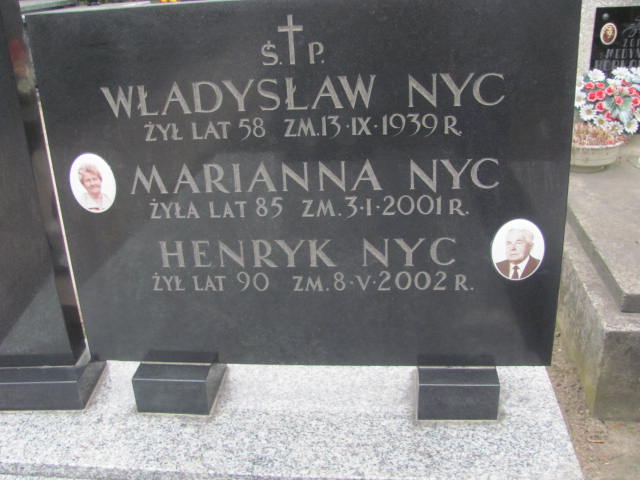 Ś. P.
WŁADYSŁAW NYC
ŻYŁ LAT 58 ZM. 13·IX·1939 R.
MARIANNA NYC
ŻYŁA LAT 85 ZM. 3·I·2001 R.
HENRYK NYC
ŻYŁ LAT 90 ZM. 8·V·2002 R.